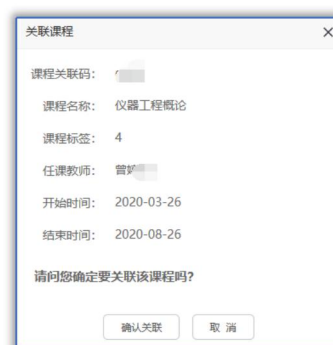 关联课程
课程关联码：
课程名称： 仪器工程概论
课程标签： 4
任课教师： 曾
开始时间： 2020-03-26
结束时间： 2020-08-26
请问您确定要关联该课程吗?
确认关联 取 消